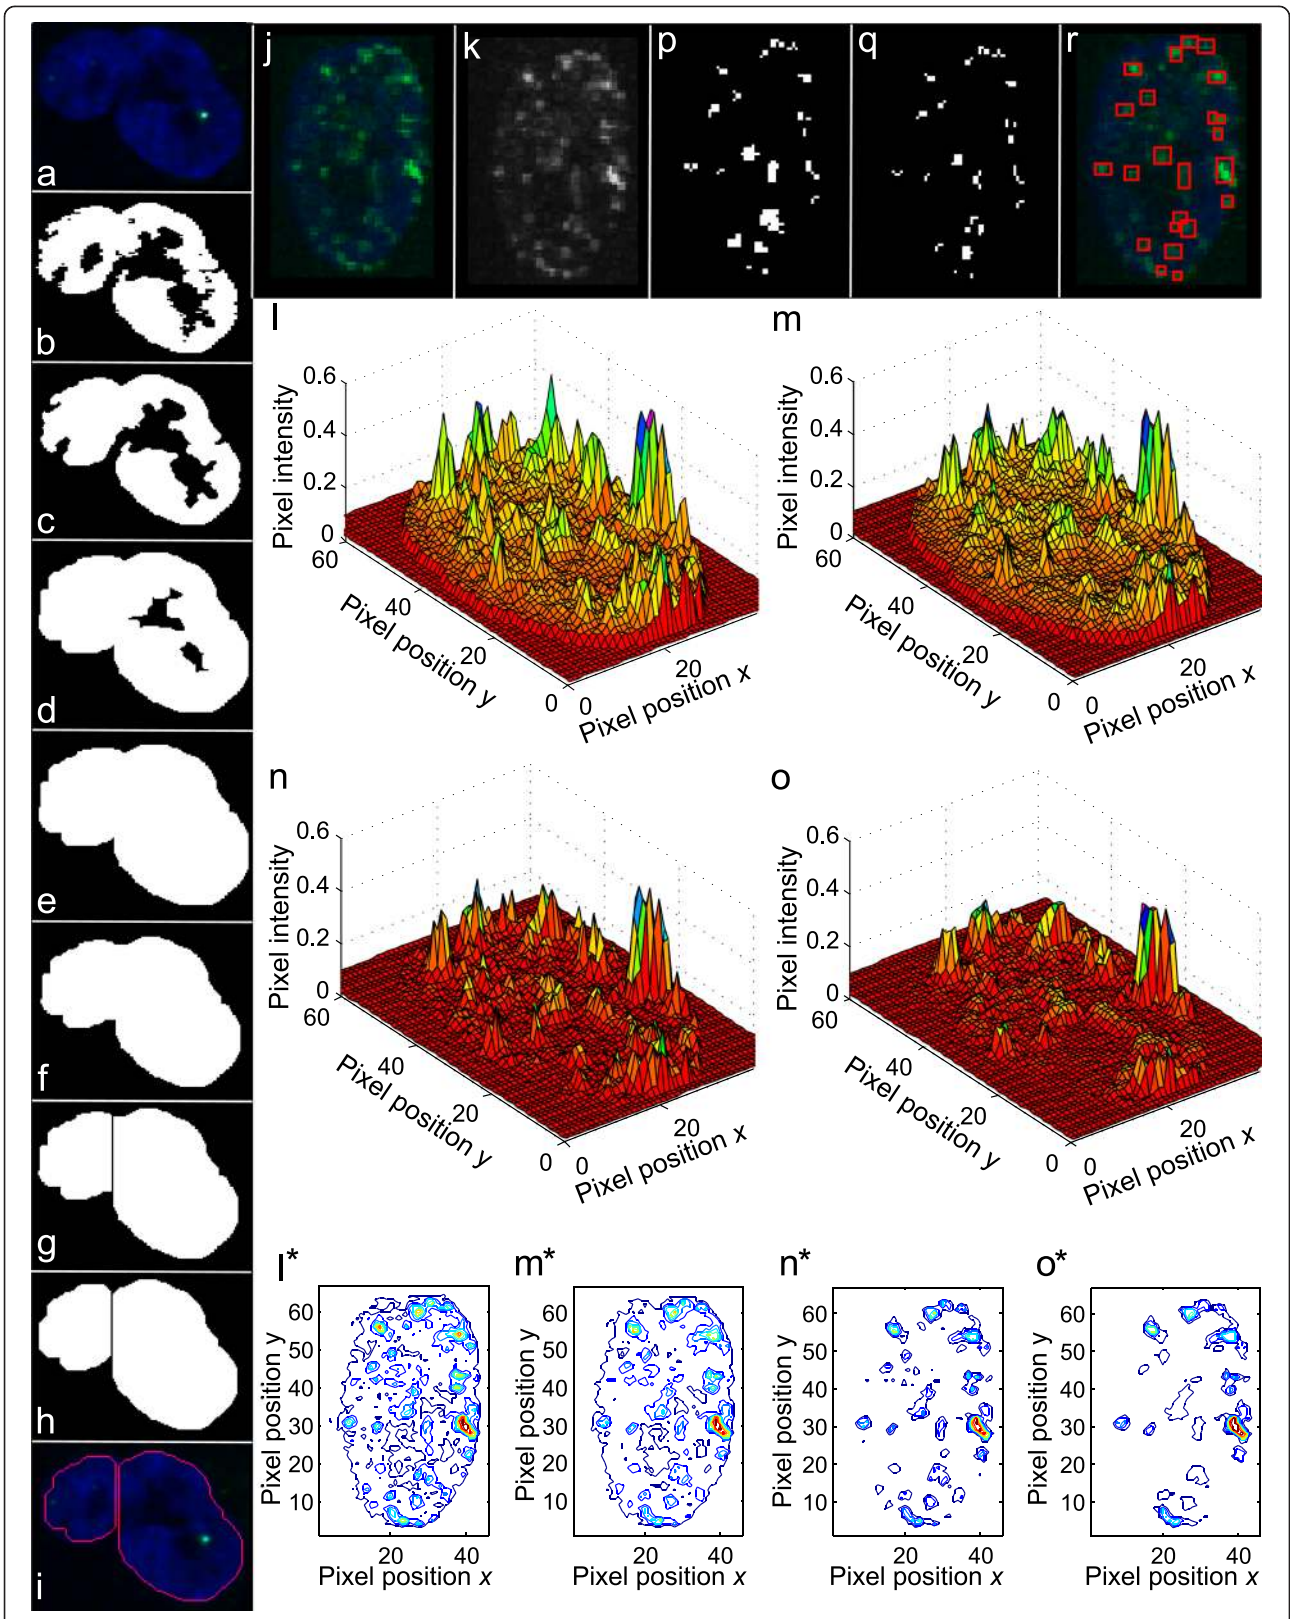 a
b
c
d
e
f
g
h
i
j
k
p
q
r
l
0.6
0.4
0.2
0
Pixel intensity
60
40
20
0
Pixel position y
0
20
Pixel position x
m
0.6
0.4
0.2
0
Pixel intensity
60
40
20
0
Pixel position y
0
20
Pixel position x
n
0.6
0.4
0.2
0
Pixel intensity
60
40
20
0
Pixel position y
0
20
Pixel position x
o
0.6
0.4
0.2
0
Pixel intensity
60
40
20
0
Pixel position y
0
20
Pixel position x
l*
60
50
40
30
20
10
Pixel position y
20 40
Pixel position x
m*
60
50
40
30
20
10
Pixel position y
20 40
Pixel position x
n*
60
50
40
30
20
10
Pixel position y
20 40
Pixel position x
o*
60
50
40
30
20
10
Pixel position y
20 40
Pixel position x